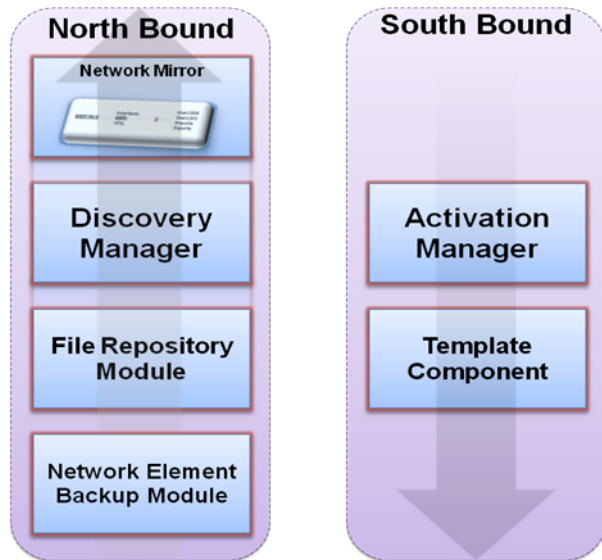 North Bound
Network Mirror
Interfaces
Discovery
Manager
File Repository
Module
Network Element
Backup Module
South Bound
Activation
Manager
Template
Component